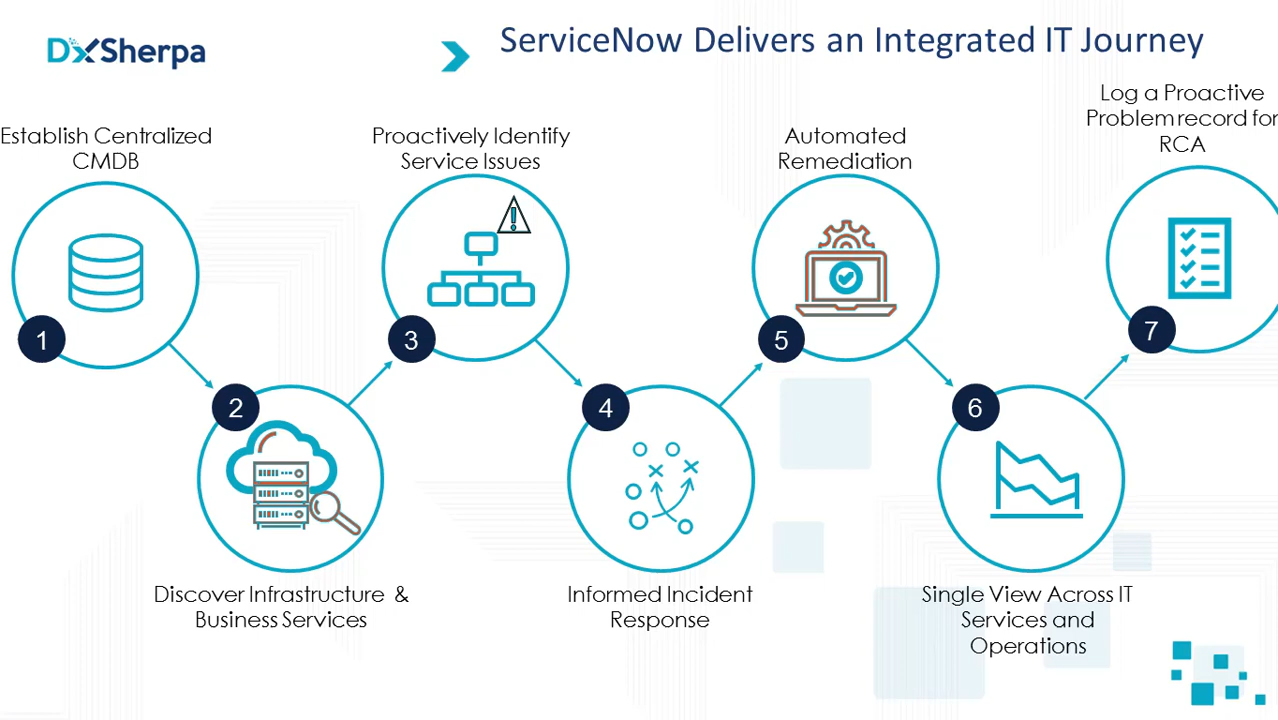 DxSherpa
ServiceNow Delivers an Integrated IT Journey
Establish Centralized
CMDB
1
2
Discover Infrastructure &
Business Services
Proactively Identify
Service Issues
3
4
Informed Incident
Response
Automated
Remediation
5
6
Single View Across IT
Services and
Operations
Log a Proactive
Problem record for
RCA
7